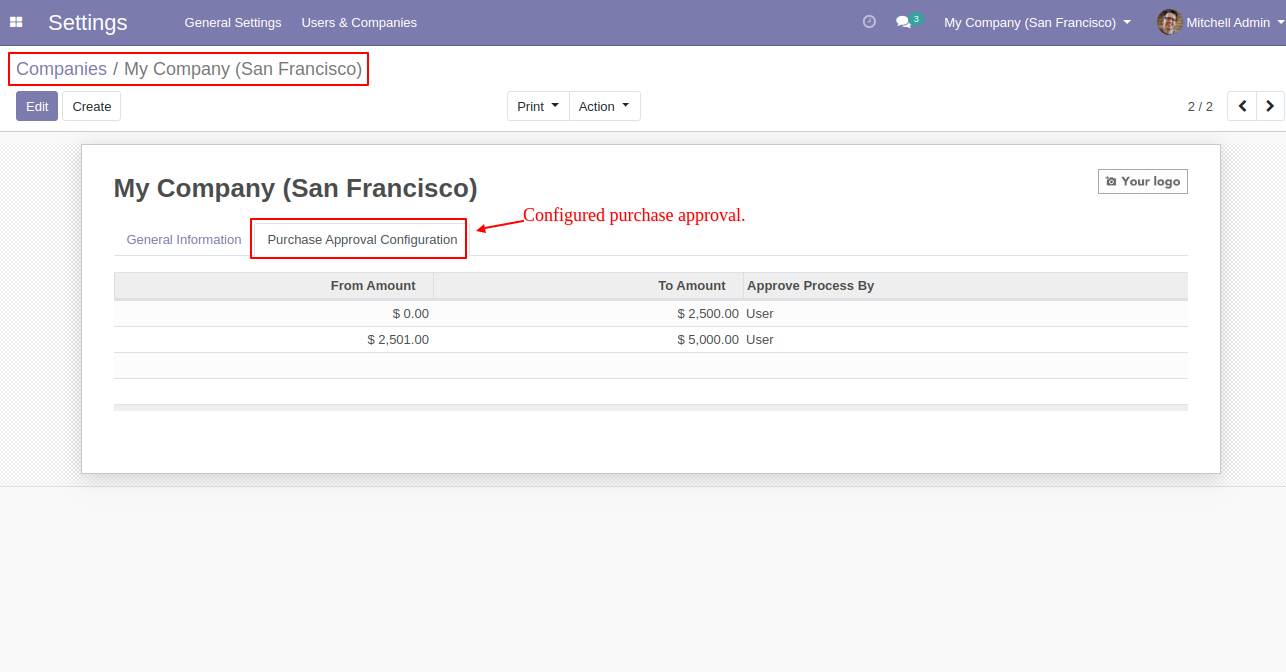 Settings General Settings Users & Companies 3 My Company (San Francisco) Mitchell Admin
Companies / My Company (San Francisco)
Edit Create Print Action 2 / 2
My Company (San Francisco)
Your logo
Configured purchase approval.
General Information Purchase Approval Configuration
From Amount To Amount Approve Process By
$ 0.00 $ 2,500.00 User
$ 2,501.00 $ 5,000.00 User